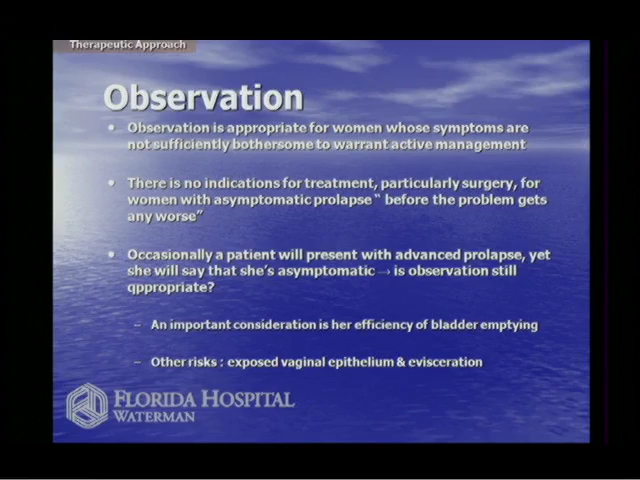 Therapeutic Approach
Observation
• Observation is appropriate for women whose symptoms are
not sufficiently bothersome to warrant active management
• There is no indications for treatment, particularly surgery, for
women with asymptomatic prolapse “ before the problem gets
any worse”
• Occasionally a patient will present with advanced prolapse, yet
she will say that she's asymptomatic → is observation still
qppropriate?
– An important consideration is her efficiency of bladder emptying
– Other risks : exposed vaginal epithelium & evisceration
FLORIDA HOSPITAL
WATERMAN